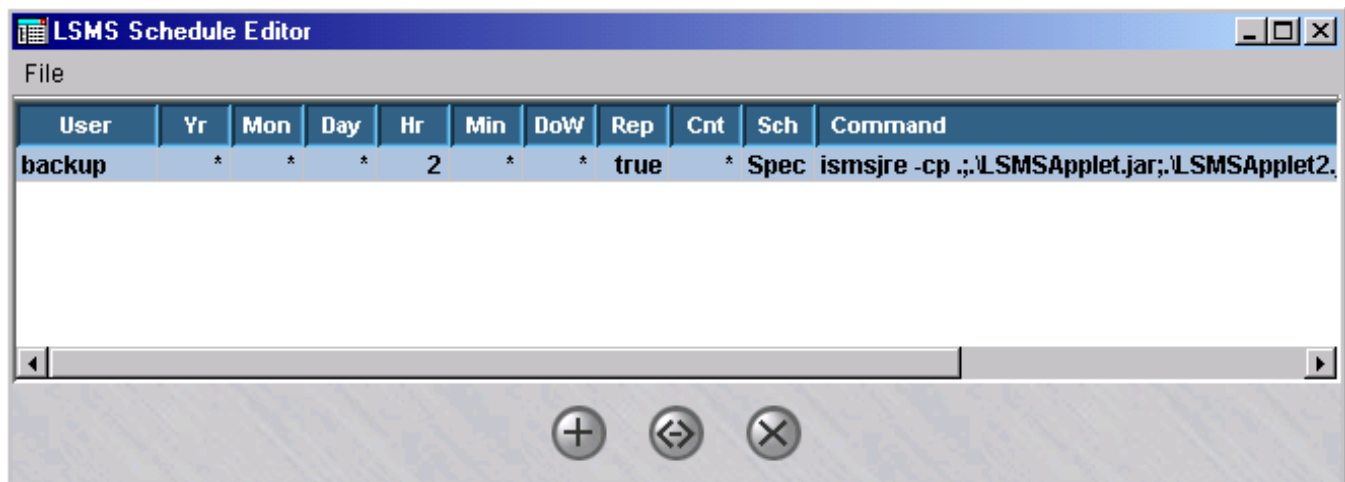 LSMS Schedule Editor
File
User Yr Mon Day Hr Min DoW Rep Cnt Sch Command
backup * * * 2 * * true * Spec ismsjre -cp .;.\LSMSApplet.jar;.\LSMSApplet2.